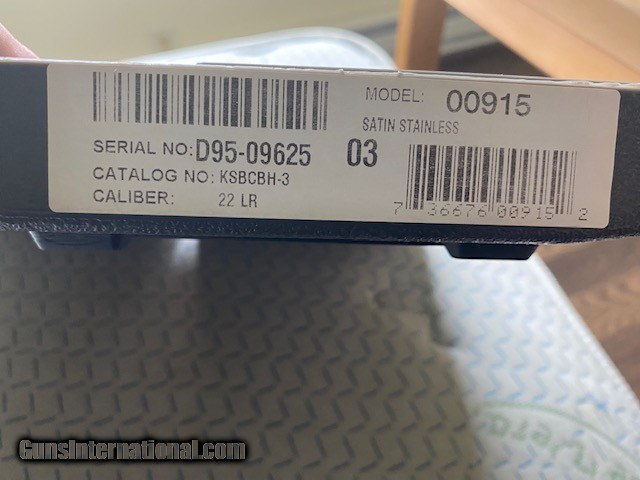 MODEL: 00915
SATIN STAINLESS
SERIAL NO: D95-09625 03
CATALOG NO: KSBCBH-3
CALIBER: 22 LR
7 36676 00915 2
GunsInternational.com